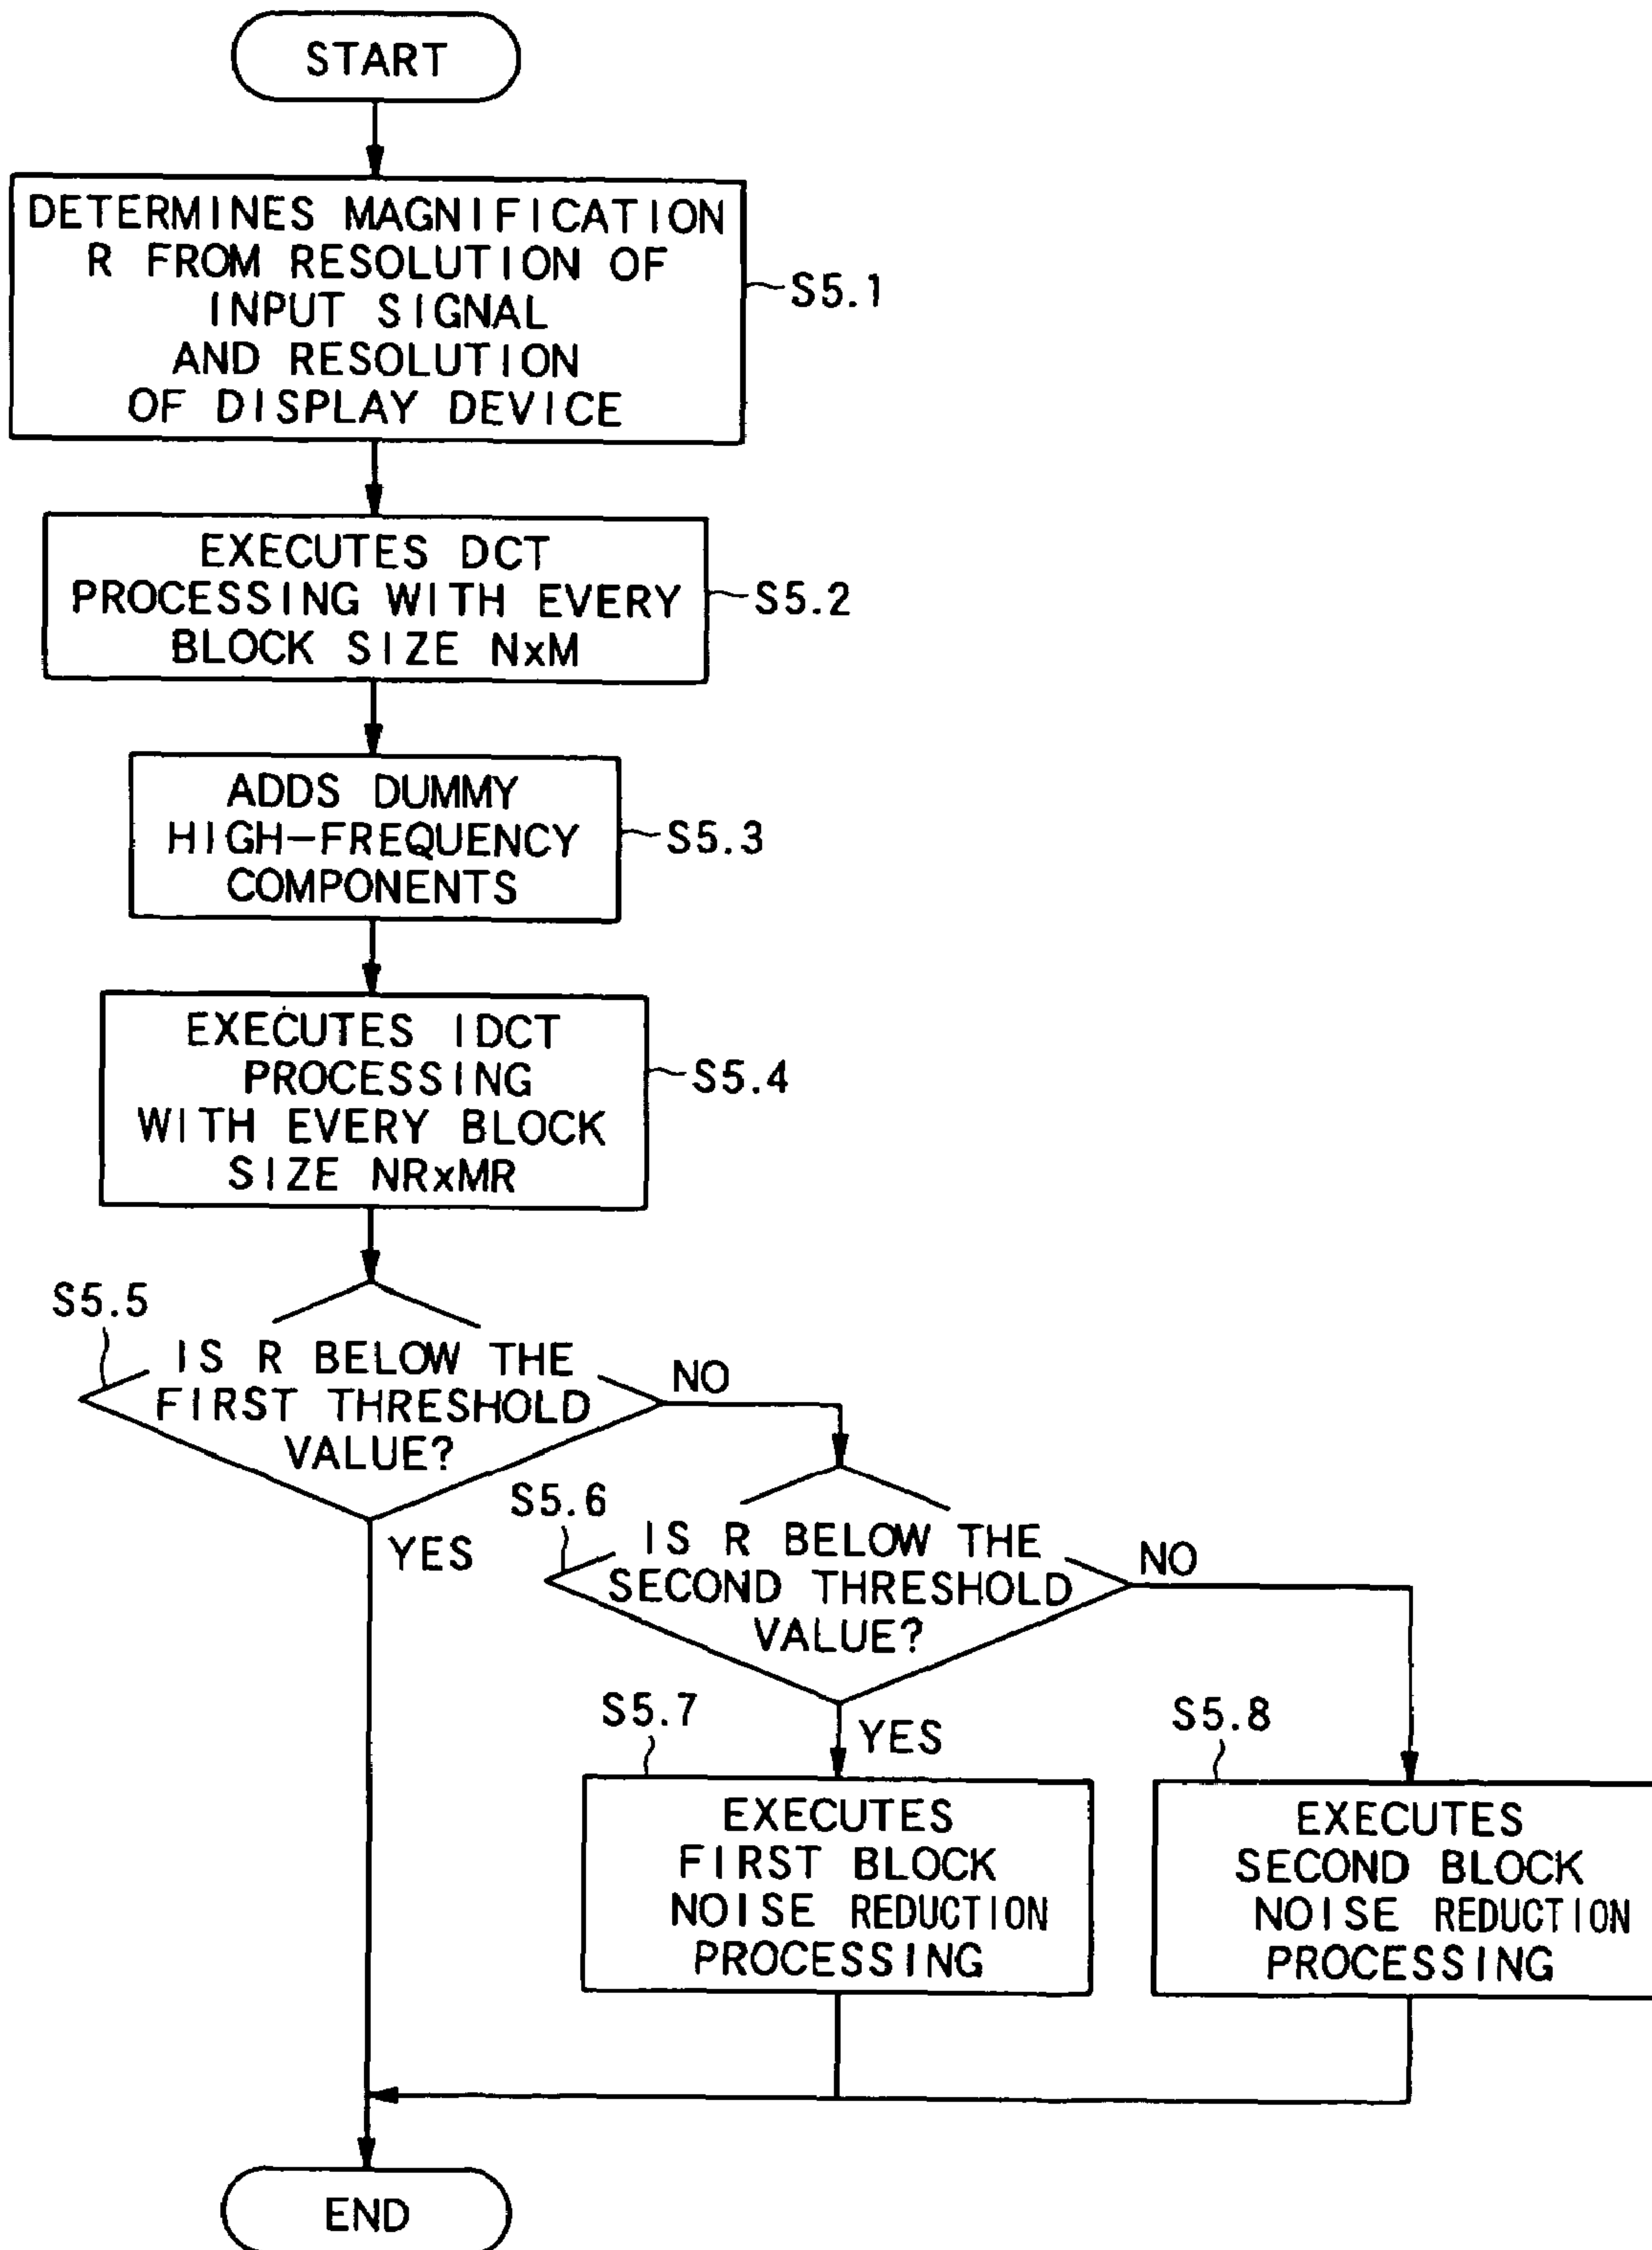 START
DETERMINES MAGNIFICATION
R FROM RESOLUTION OF
INPUT SIGNAL
AND RESOLUTION
OF DISPLAY DEVICE
S5.1
EXECUTES DCT
PROCESSING WITH EVERY
BLOCK SIZE NxM
S5.2
ADDS DUMMY
HIGH-FREQUENCY
COMPONENTS
S5.3
EXECUTES IDCT
PROCESSING
WITH EVERY BLOCK
SIZE NRxMR
S5.4
S5.5
IS R BELOW THE
FIRST THRESHOLD
VALUE?
NO
YES
S5.6
IS R BELOW THE
SECOND THRESHOLD
VALUE?
NO
YES
S5.7
EXECUTES
FIRST BLOCK
NOISE REDUCTION
PROCESSING
S5.8
EXECUTES
SECOND BLOCK
NOISE REDUCTION
PROCESSING
END